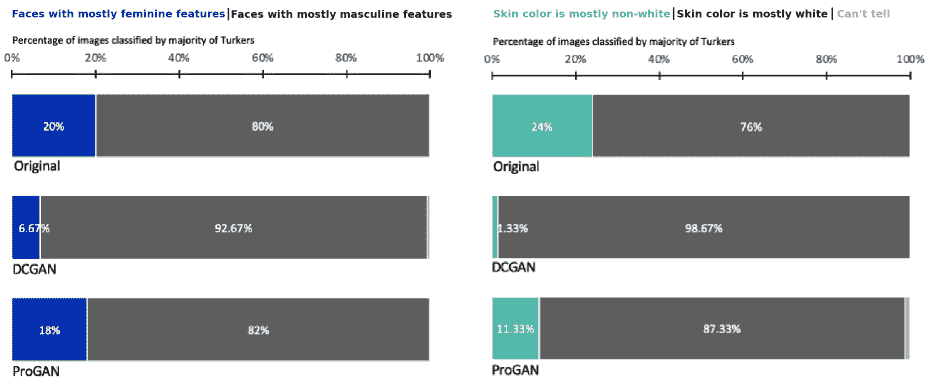 Faces with mostly feminine features|Faces with mostly masculine features
Percentage of images classified by majority of Turkers
0% 20% 40% 60% 80% 100%
20% 80%
Original
6.67% 92.67%
DCGAN
18% 82%
ProGAN
Skin color is mostly non-white|Skin color is mostly white| Can't tell
Percentage of images classified by majority of Turkers
0% 20% 40% 60% 80% 100%
24% 76%
Original
1.33% 98.67%
DCGAN
11.33% 87.33%
ProGAN